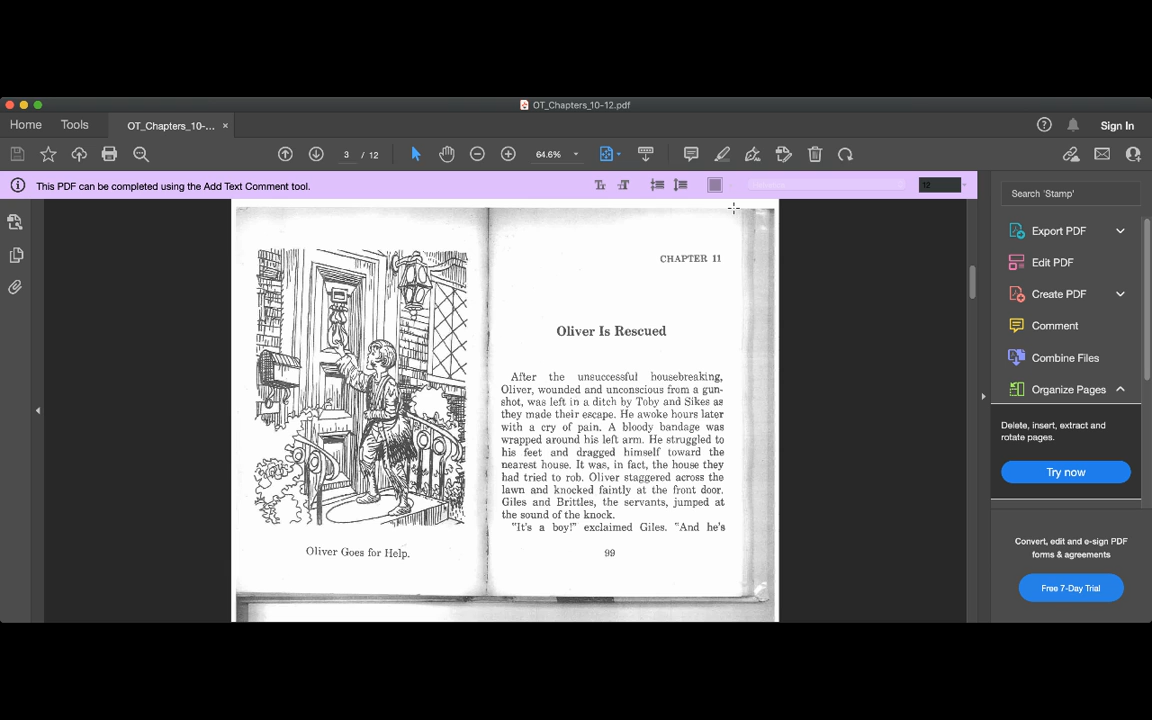 OT_Chapters_10-12.pdf
Home
Tools
OT_Chapters_10-...
×
Sign In
3 / 12
64.6%
This PDF can be completed using the Add Text Comment tool.
12
Search 'Stamp'
Export PDF
Edit PDF
Create PDF
Comment
Combine Files
Organize Pages
Delete, insert, extract and
rotate pages.
Try now
Convert, edit and e-sign PDF
forms & agreements
Free 7-Day Trial
Oliver Goes for Help.
CHAPTER 11
Oliver Is Rescued
After the unsuccessful housebreaking,
Oliver, wounded and unconscious from a gun-
shot, was left in a ditch by Toby and Sikes as
they made their escape. He awoke hours later
with a cry of pain. A bloody bandage was
wrapped around his left arm. He struggled to
his feet and dragged himself toward the
nearest house. It was, in fact, the house they
had tried to rob. Oliver staggered across the
lawn and knocked faintly at the front door.
Giles and Brittles, the servants, jumped at
the sound of the knock.
"It's a boy!" exclaimed Giles. "And he's
99